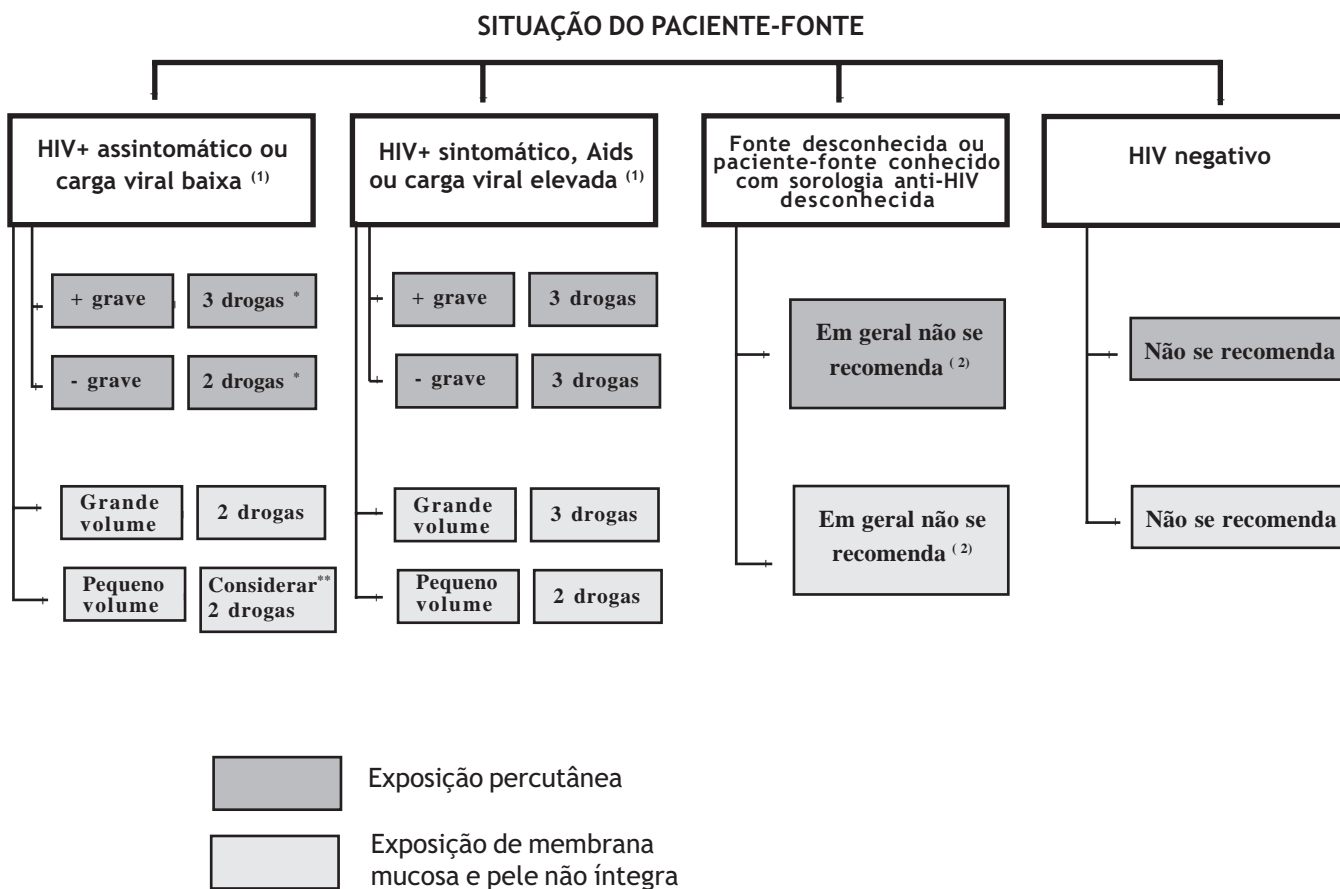 SITUAÇÃO DO PACIENTE-FONTE
HIV+ assintomático ou
carga viral baixa (1)
+ grave
3 drogas *
- grave
2 drogas *
Grande
volume
2 drogas
Pequeno
volume
Considerar**
2 drogas
HIV+ sintomático, Aids
ou carga viral elevada (1)
+ grave
3 drogas
- grave
3 drogas
Grande
volume
3 drogas
Pequeno
volume
2 drogas
Fonte desconhecida ou
paciente-fonte conhecido
com sorologia anti-HIV
desconhecida
Em geral não se
recomenda (2)
Em geral não se
recomenda (2)
HIV negativo
Não se recomenda
Não se recomenda
Exposição percutânea
Exposição de membrana
mucosa e pele não íntegra